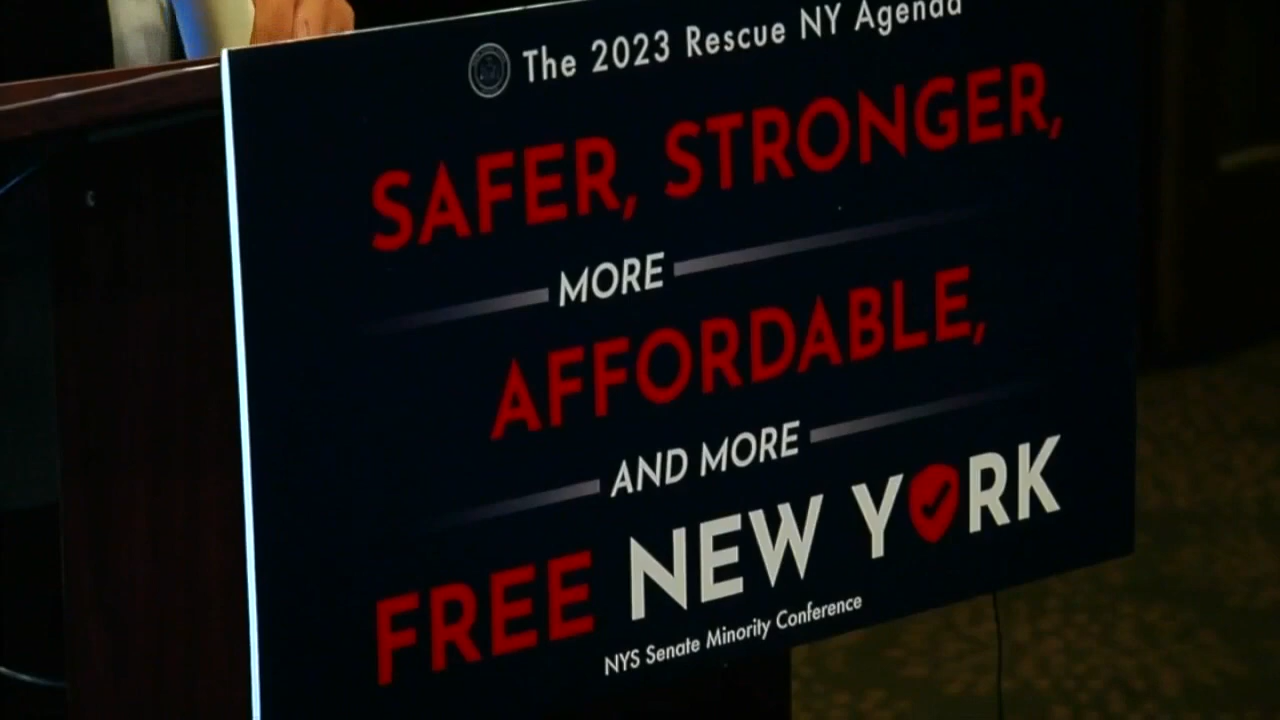 The 2023 Rescue NY Agenda
SAFER, STRONGER,
MORE
AFFORDABLE,
AND MORE
FREE NEW YORK
NYS Senate Minority Conference